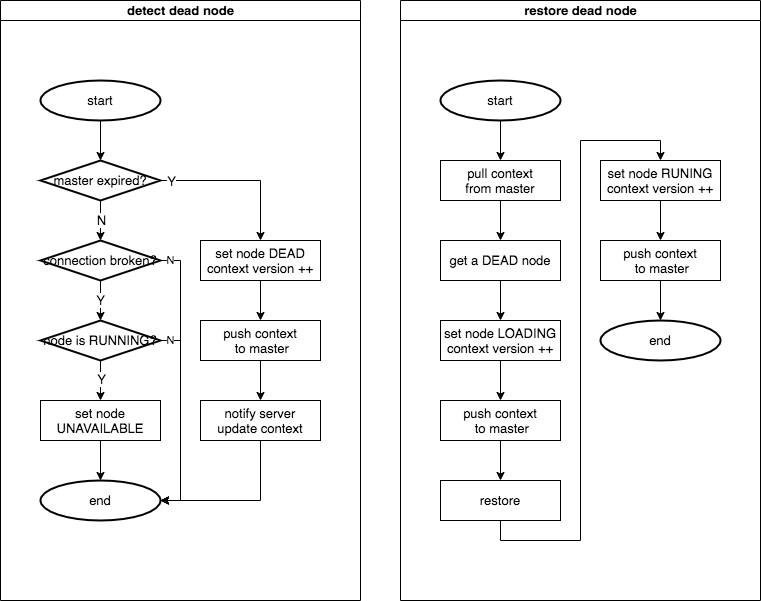 detect dead node
start
master expired?
Y
N
connection broken?
N
Y
node is RUNNING?
N
Y
set node
UNAVAILABLE
end
set node DEAD
context version ++
push context
to master
notify server
update context
restore dead node
start
pull context
from master
get a DEAD node
set node LOADING
context version ++
push context
to master
restore
set node RUNING
context version ++
push context
to master
end